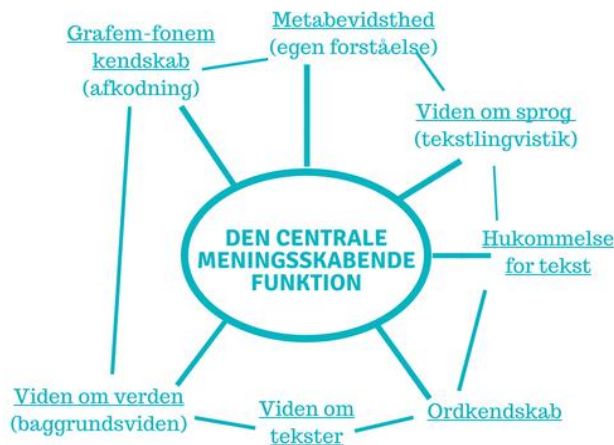 Grafem-fonem
kendskab
(afkodning)
Metabevidsthed
(egen forståelse)
Viden om sprog
(tekstlingvistik)
DEN CENTRALE
MENINGSSKABENDE
FUNKTION
Hukommelse
for tekst
Viden om verden
(baggrundsviden)
Viden om
tekster
Ordkendskab